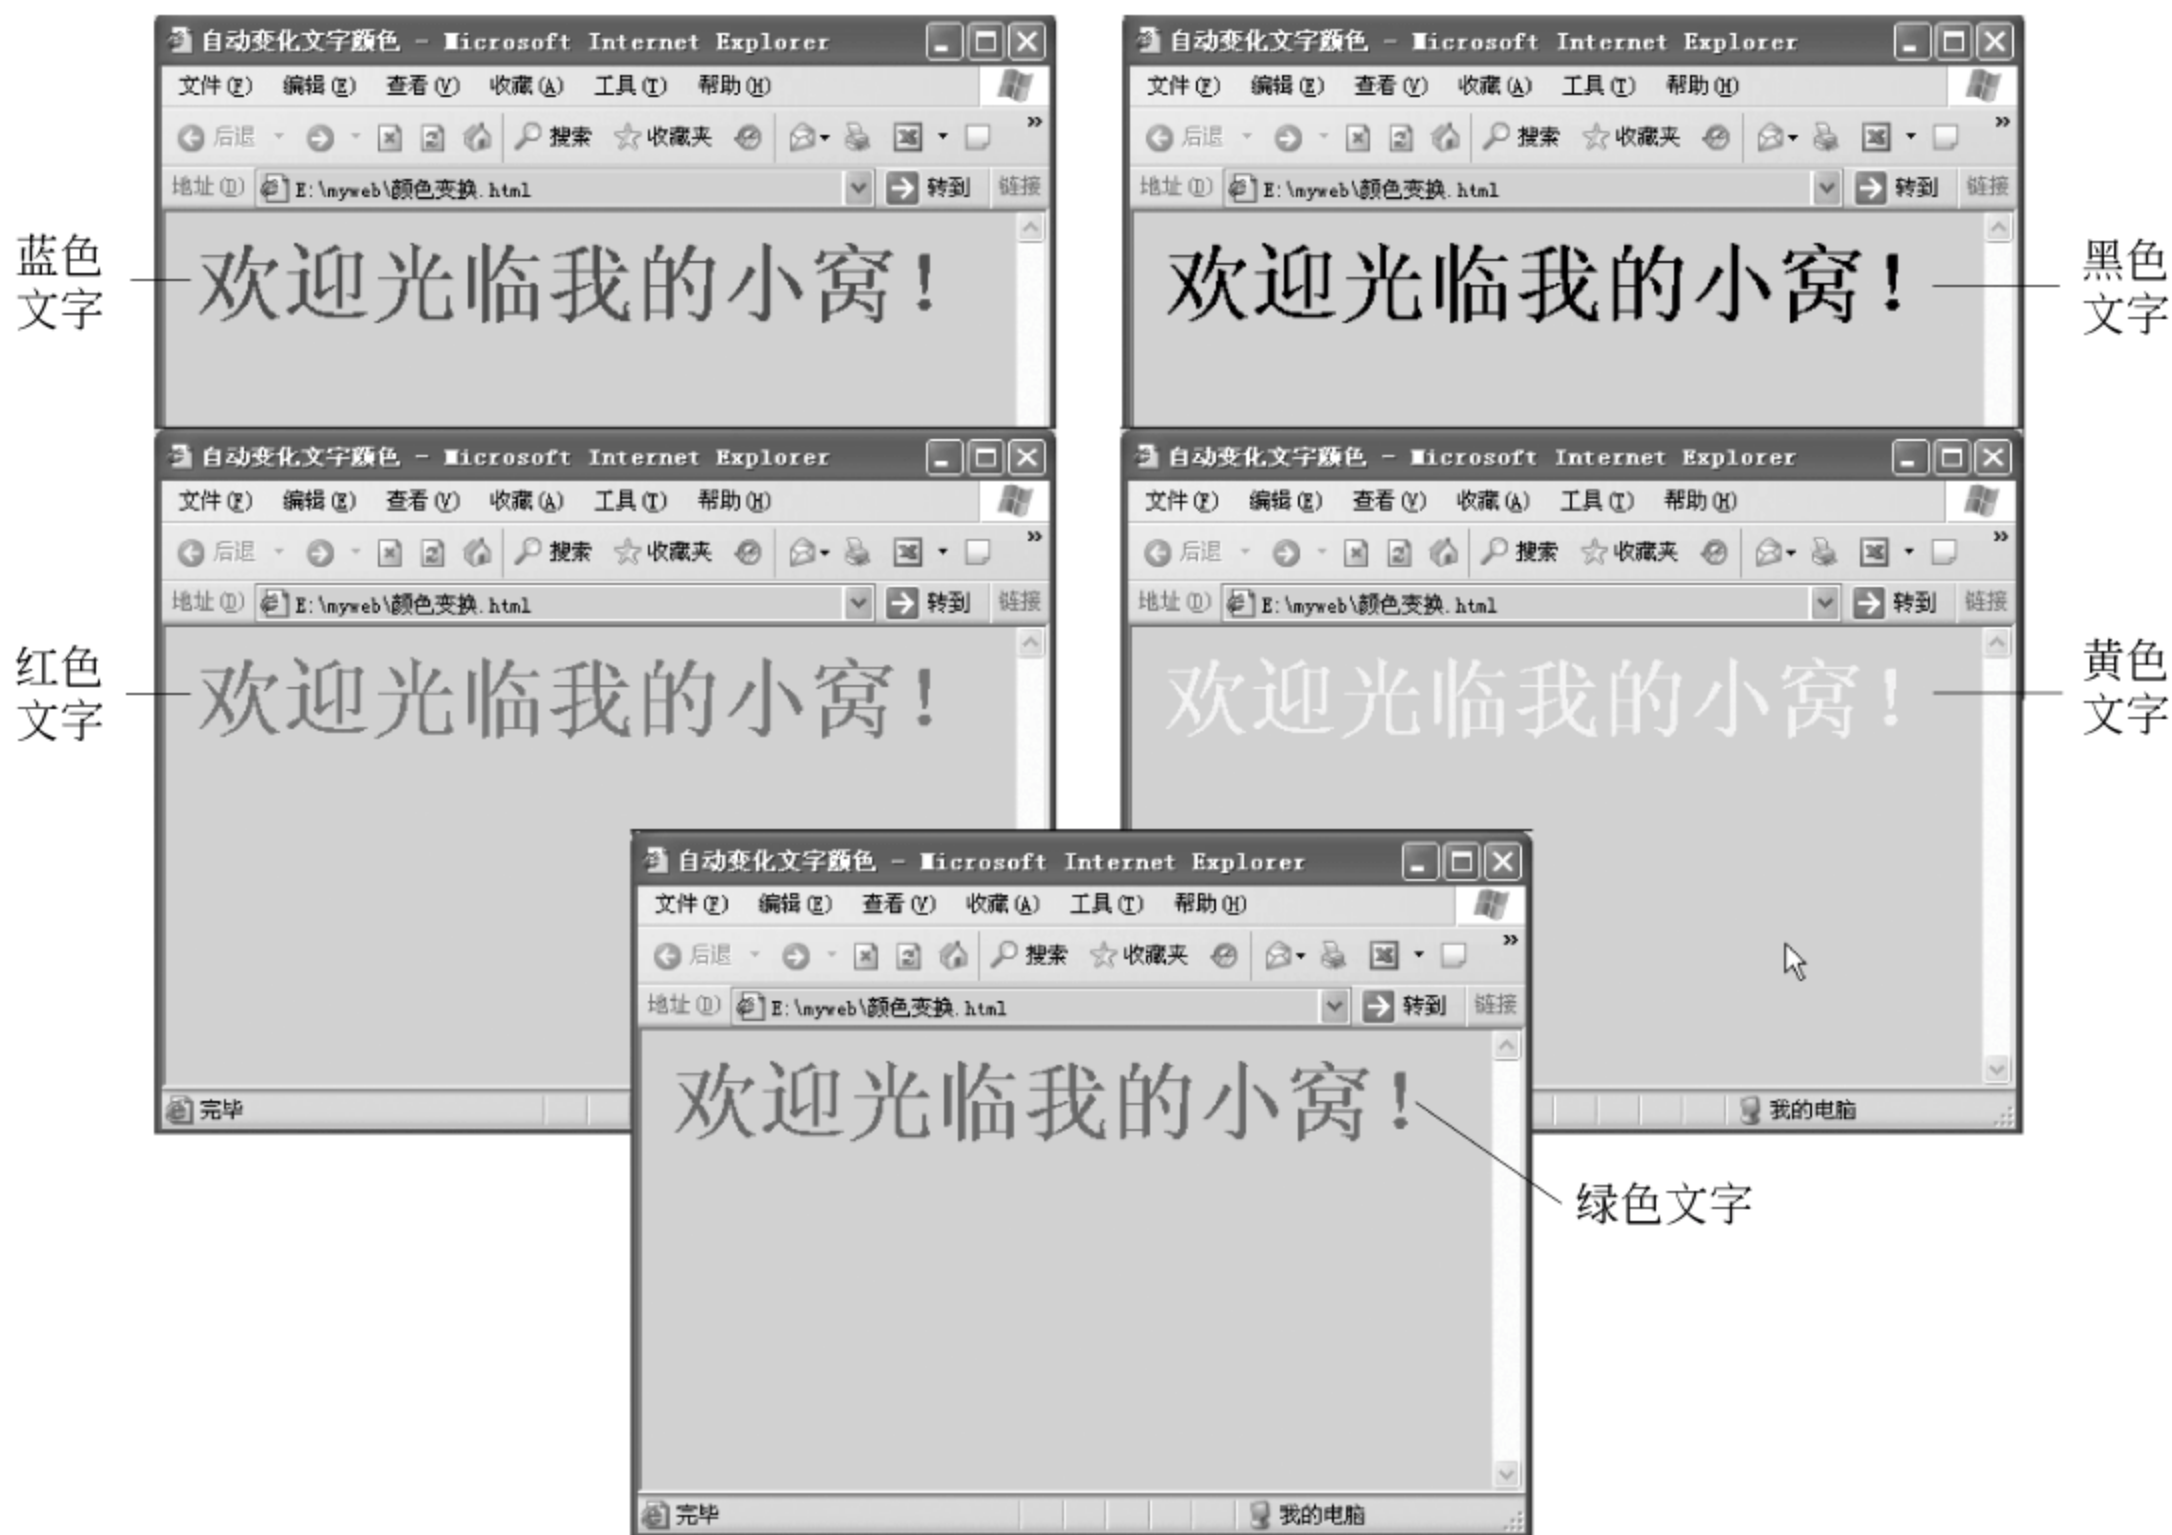 自动变化文字颜色 - Microsoft Internet Explorer
文件(F) 编辑(E) 查看(V) 收藏(A) 工具(T) 帮助(H)
后退 搜索 收藏夹 »
地址(D) E:\myweb\颜色变换.html 转到 链接
蓝色
文字
欢迎光临我的小窝!
自动变化文字颜色 - Microsoft Internet Explorer
文件(F) 编辑(E) 查看(V) 收藏(A) 工具(T) 帮助(H)
后退 搜索 收藏夹 »
地址(D) E:\myweb\颜色变换.html 转到 链接
欢迎光临我的小窝!
黑色
文字
自动变化文字颜色 - Microsoft Internet Explorer
文件(F) 编辑(E) 查看(V) 收藏(A) 工具(T) 帮助(H)
后退 搜索 收藏夹 »
地址(D) E:\myweb\颜色变换.html 转到 链接
红色
文字
欢迎光临我的小窝!
完毕
自动变化文字颜色 - Microsoft Internet Explorer
文件(F) 编辑(E) 查看(V) 收藏(A) 工具(T) 帮助(H)
后退 搜索 收藏夹 »
地址(D) E:\myweb\颜色变换.html 转到 链接
欢迎光临我的小窝!
黄色
文字
我的电脑
自动变化文字颜色 - Microsoft Internet Explorer
文件(F) 编辑(E) 查看(V) 收藏(A) 工具(T) 帮助(H)
后退 搜索 收藏夹 »
地址(D) E:\myweb\颜色变换.html 转到 链接
欢迎光临我的小窝!
绿色文字
完毕 我的电脑